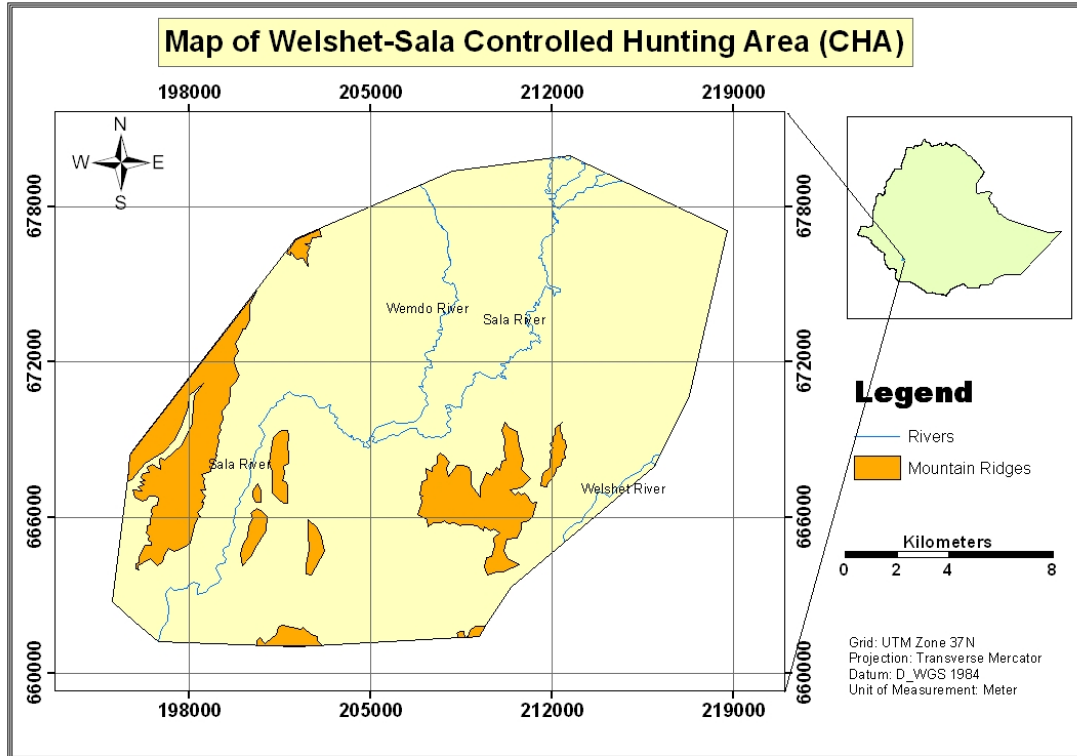 Map of Welshet-Sala Controlled Hunting Area (CHA)
198000 205000 212000 219000
N
W E
S
678000 678000
Wemdo River
Sala River
672000 672000
Legend
Rivers
Sala River
Mountain Ridges
Welshet River
666000 666000
Kilometers
0 2 4 8
Grid: UTM Zone 37N
Projection: Transverse Mercator
660000 660000
Datum: D_WGS 1984
Unit of Measurement: Meter
198000 205000 212000 219000